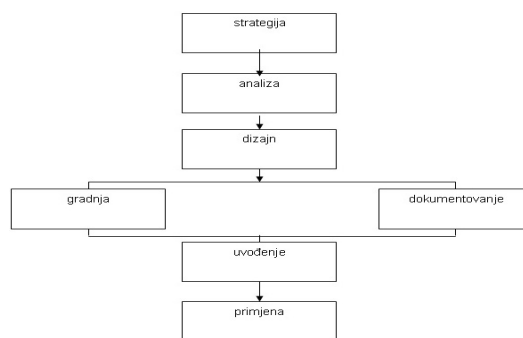 strategija
analiza
dizajn
gradnja
dokumentovanje
uvođenje
primjena